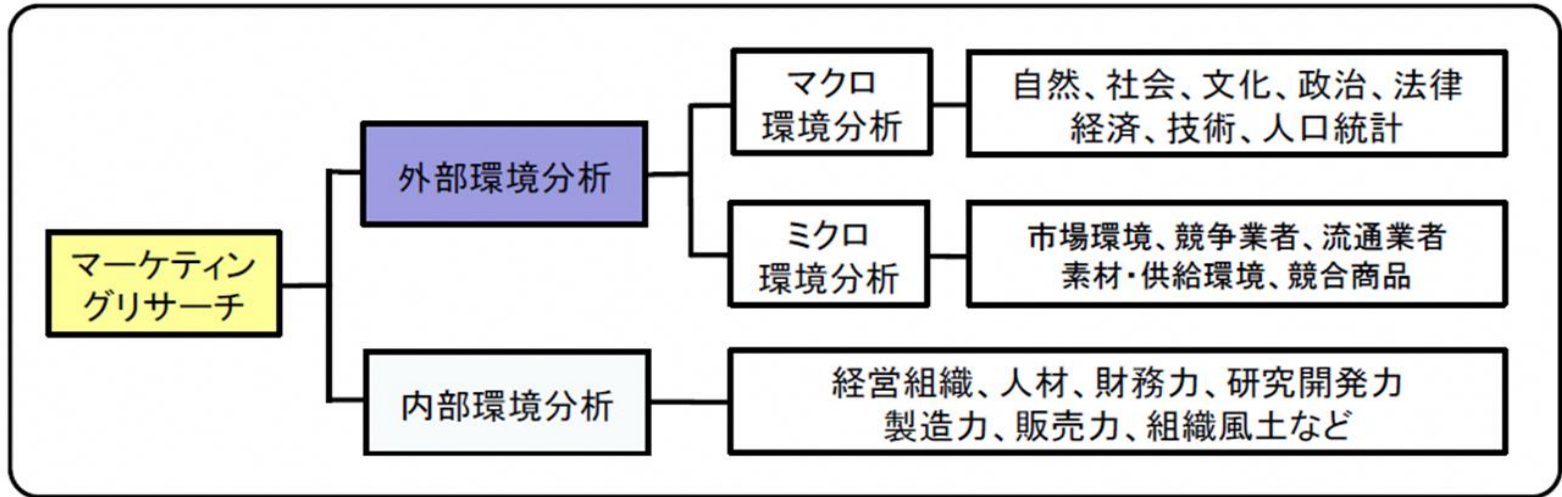 マーケティン
グリサーチ
外部環境分析
マクロ
環境分析
自然、社会、文化、政治、法律
経済、技術、人口統計
ミクロ
環境分析
市場環境、競争業者、流通業者
素材・供給環境、競合商品
内部環境分析
経営組織、人材、財務力、研究開発力
製造力、販売力、組織風土など